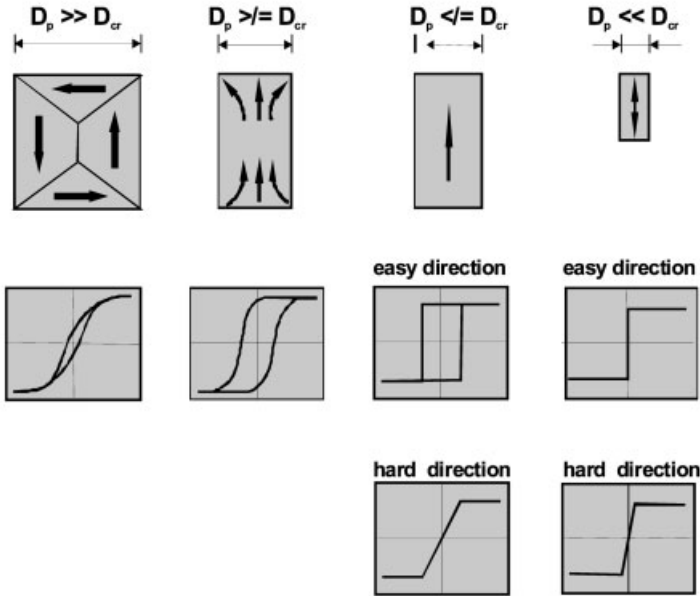 Dp >> Dcr
Dp >/= Dcr
Dp </= Dcr
Dp << Dcr
easy direction
easy direction
hard direction
hard direction